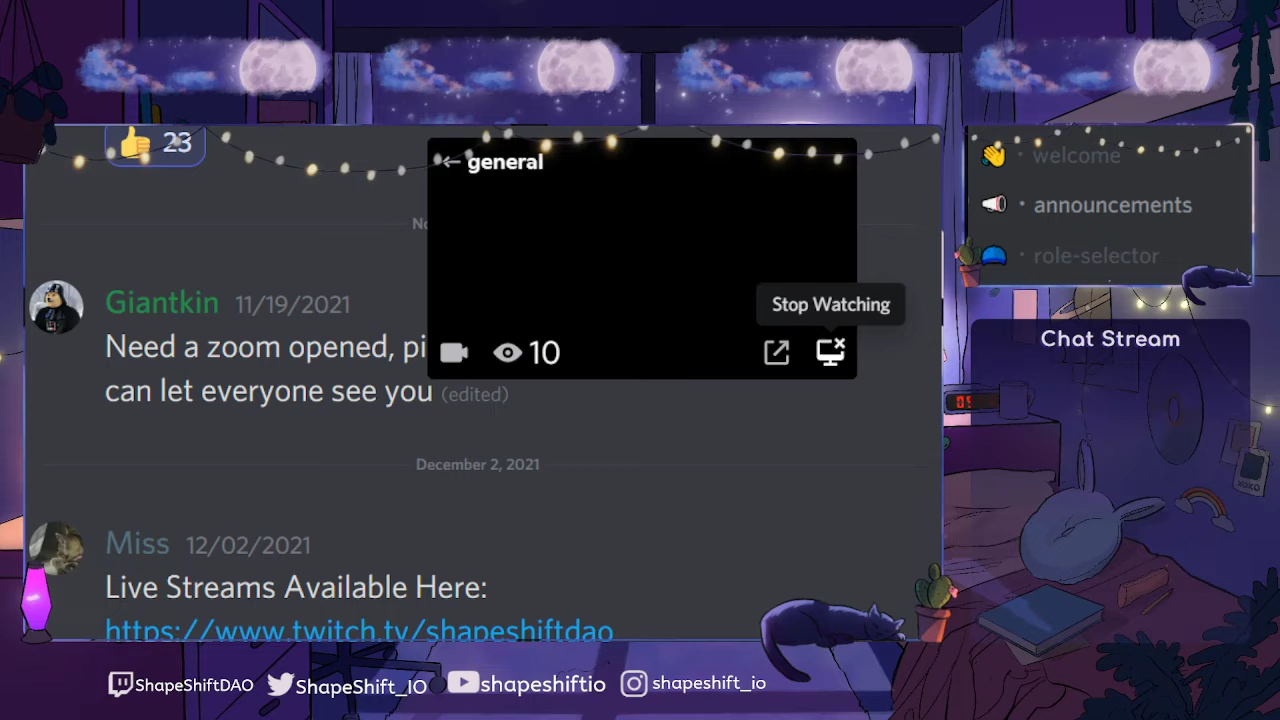 23
general
welcome
announcements
role-selector
Giantkin 11/19/2021
Need a zoom opened, pi
can let everyone see you (edited)
Stop Watching
10
Chat Stream
December 2, 2021
Miss 12/02/2021
Live Streams Available Here:
https://www.twitch.tv/shapeshiftdao
ShapeShiftDAO
ShapeShift_IO
shapeshiftio
shapeshift_io